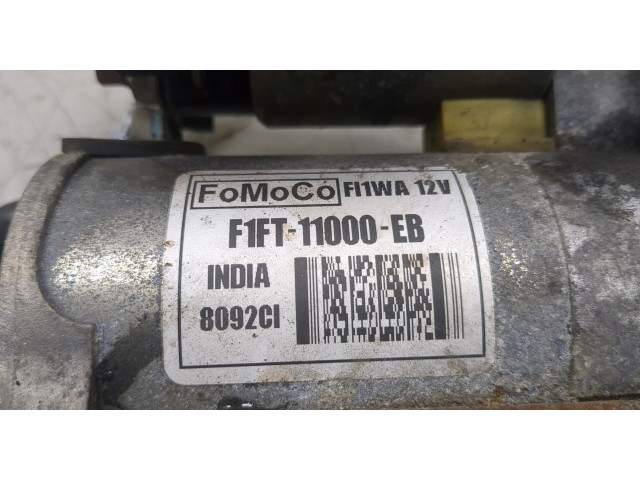 FoMoCo FI1WA 12V
F1FT-11000-EB
INDIA
8092CI